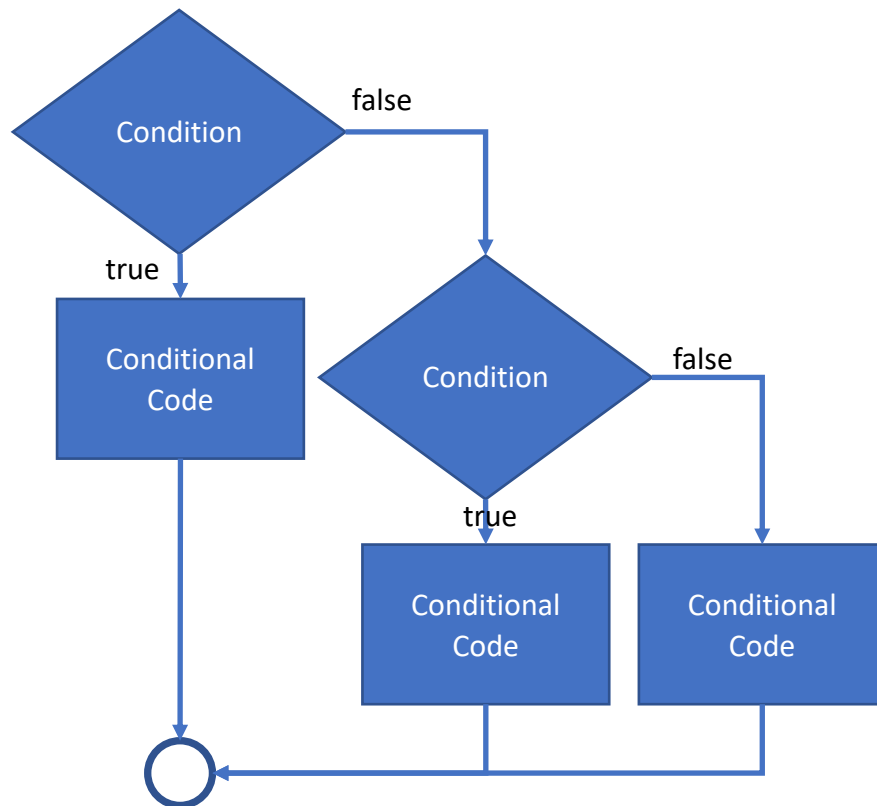 false
Condition
true
Conditional
Code
false
Condition
true
Conditional
Code
Conditional
Code